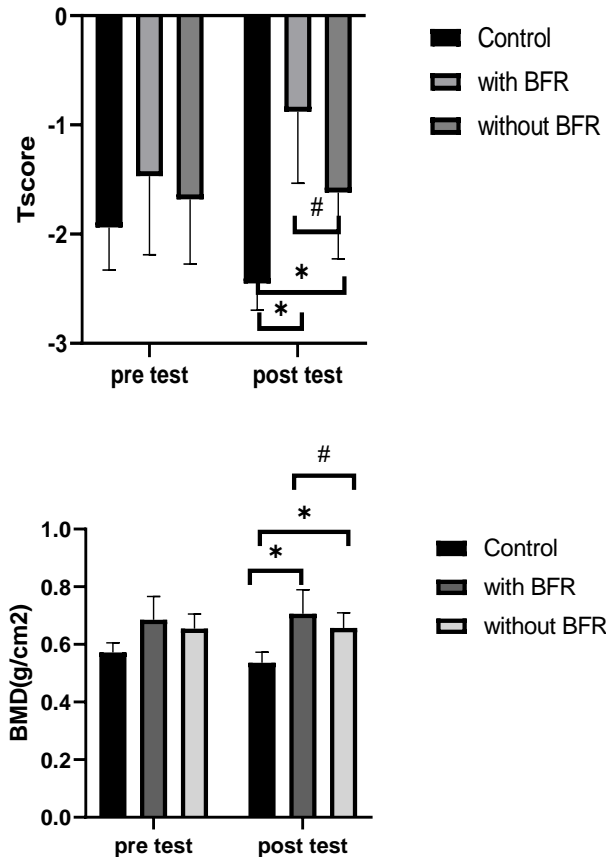 0
-1
-2
-3
Tscore
#
*
*
pre test
post test
Control
with BFR
without BFR
#
*
*
1.0
0.8
0.6
0.4
0.2
0.0
BMD(g/cm2)
pre test
post test
Control
with BFR
without BFR